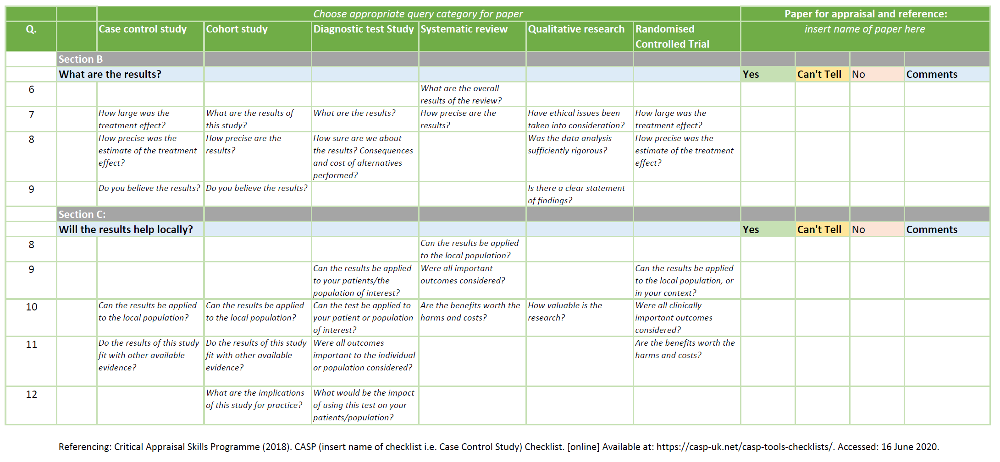 Choose appropriate query category for paper
Paper for appraisal and reference:
Q.
Case control study
Cohort study
Diagnostic test Study
Systematic review
Qualitative research
Randomised
Controlled Trial
insert name of paper here
Section B
What are the results?
Yes
Can't Tell
No
Comments
6
What are the overall
results of the review?
7
How large was the
treatment effect?
What are the results of
this study?
What are the results?
How precise are the
results?
Have ethical issues been
taken into consideration?
How large was the
treatment effect?
8
How precise was the
estimate of the treatment
effect?
How precise are the
results?
How sure are we about
the results? Consequences
and cost of alternatives
performed?
Was the data analysis
sufficiently rigorous?
How precise was the
estimate of the treatment
effect?
9
Do you believe the results?
Do you believe the results?
Is there a clear statement
of findings?
Section C:
Will the results help locally?
Yes
Can't Tell
No
Comments
8
Can the results be applied
to the local population?
9
Can the results be applied
to your patients/the
population of interest?
Were all important
outcomes considered?
Can the results be applied
to the local population, or
in your context?
10
Can the results be applied
to the local population?
Can the results be applied
to the local population?
Can the test be applied to
your patient or population
of interest?
Are the benefits worth the
harms and costs?
How valuable is the
research?
Were all clinically
important outcomes
considered?
11
Do the results of this study
fit with other available
evidence?
Do the results of this study
fit with other available
evidence?
Were all outcomes
important to the individual
or population considered?
Are the benefits worth the
harms and costs?
12
What are the implications
of this study for practice?
What would be the impact
of using this test on your
patients/population?
Referencing: Critical Appraisal Skills Programme (2018). CASP (insert name of checklist i.e. Case Control Study) Checklist. [online] Available at: https://casp-uk.net/casp-tools-checklists/. Accessed: 16 June 2020.